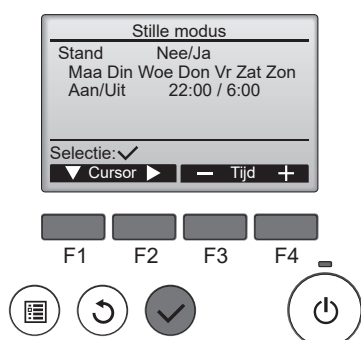 Stille modus
Stand Nee/Ja
Maa Din Woe Don Vr Zat Zon
Aan/Uit 22:00 / 6:00
Selectie:✓
▼ Cursor ▶ — Tijd +
F1 F2 F3 F4